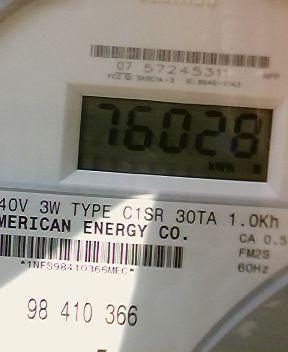 07 57245311
76028
kWh
40V 3W TYPE C1SR 30TA 1.0Kh
MERICAN ENERGY CO.
CA 0.5
FM2S
60Hz
*1NFS98410366MEC*
98 410 366